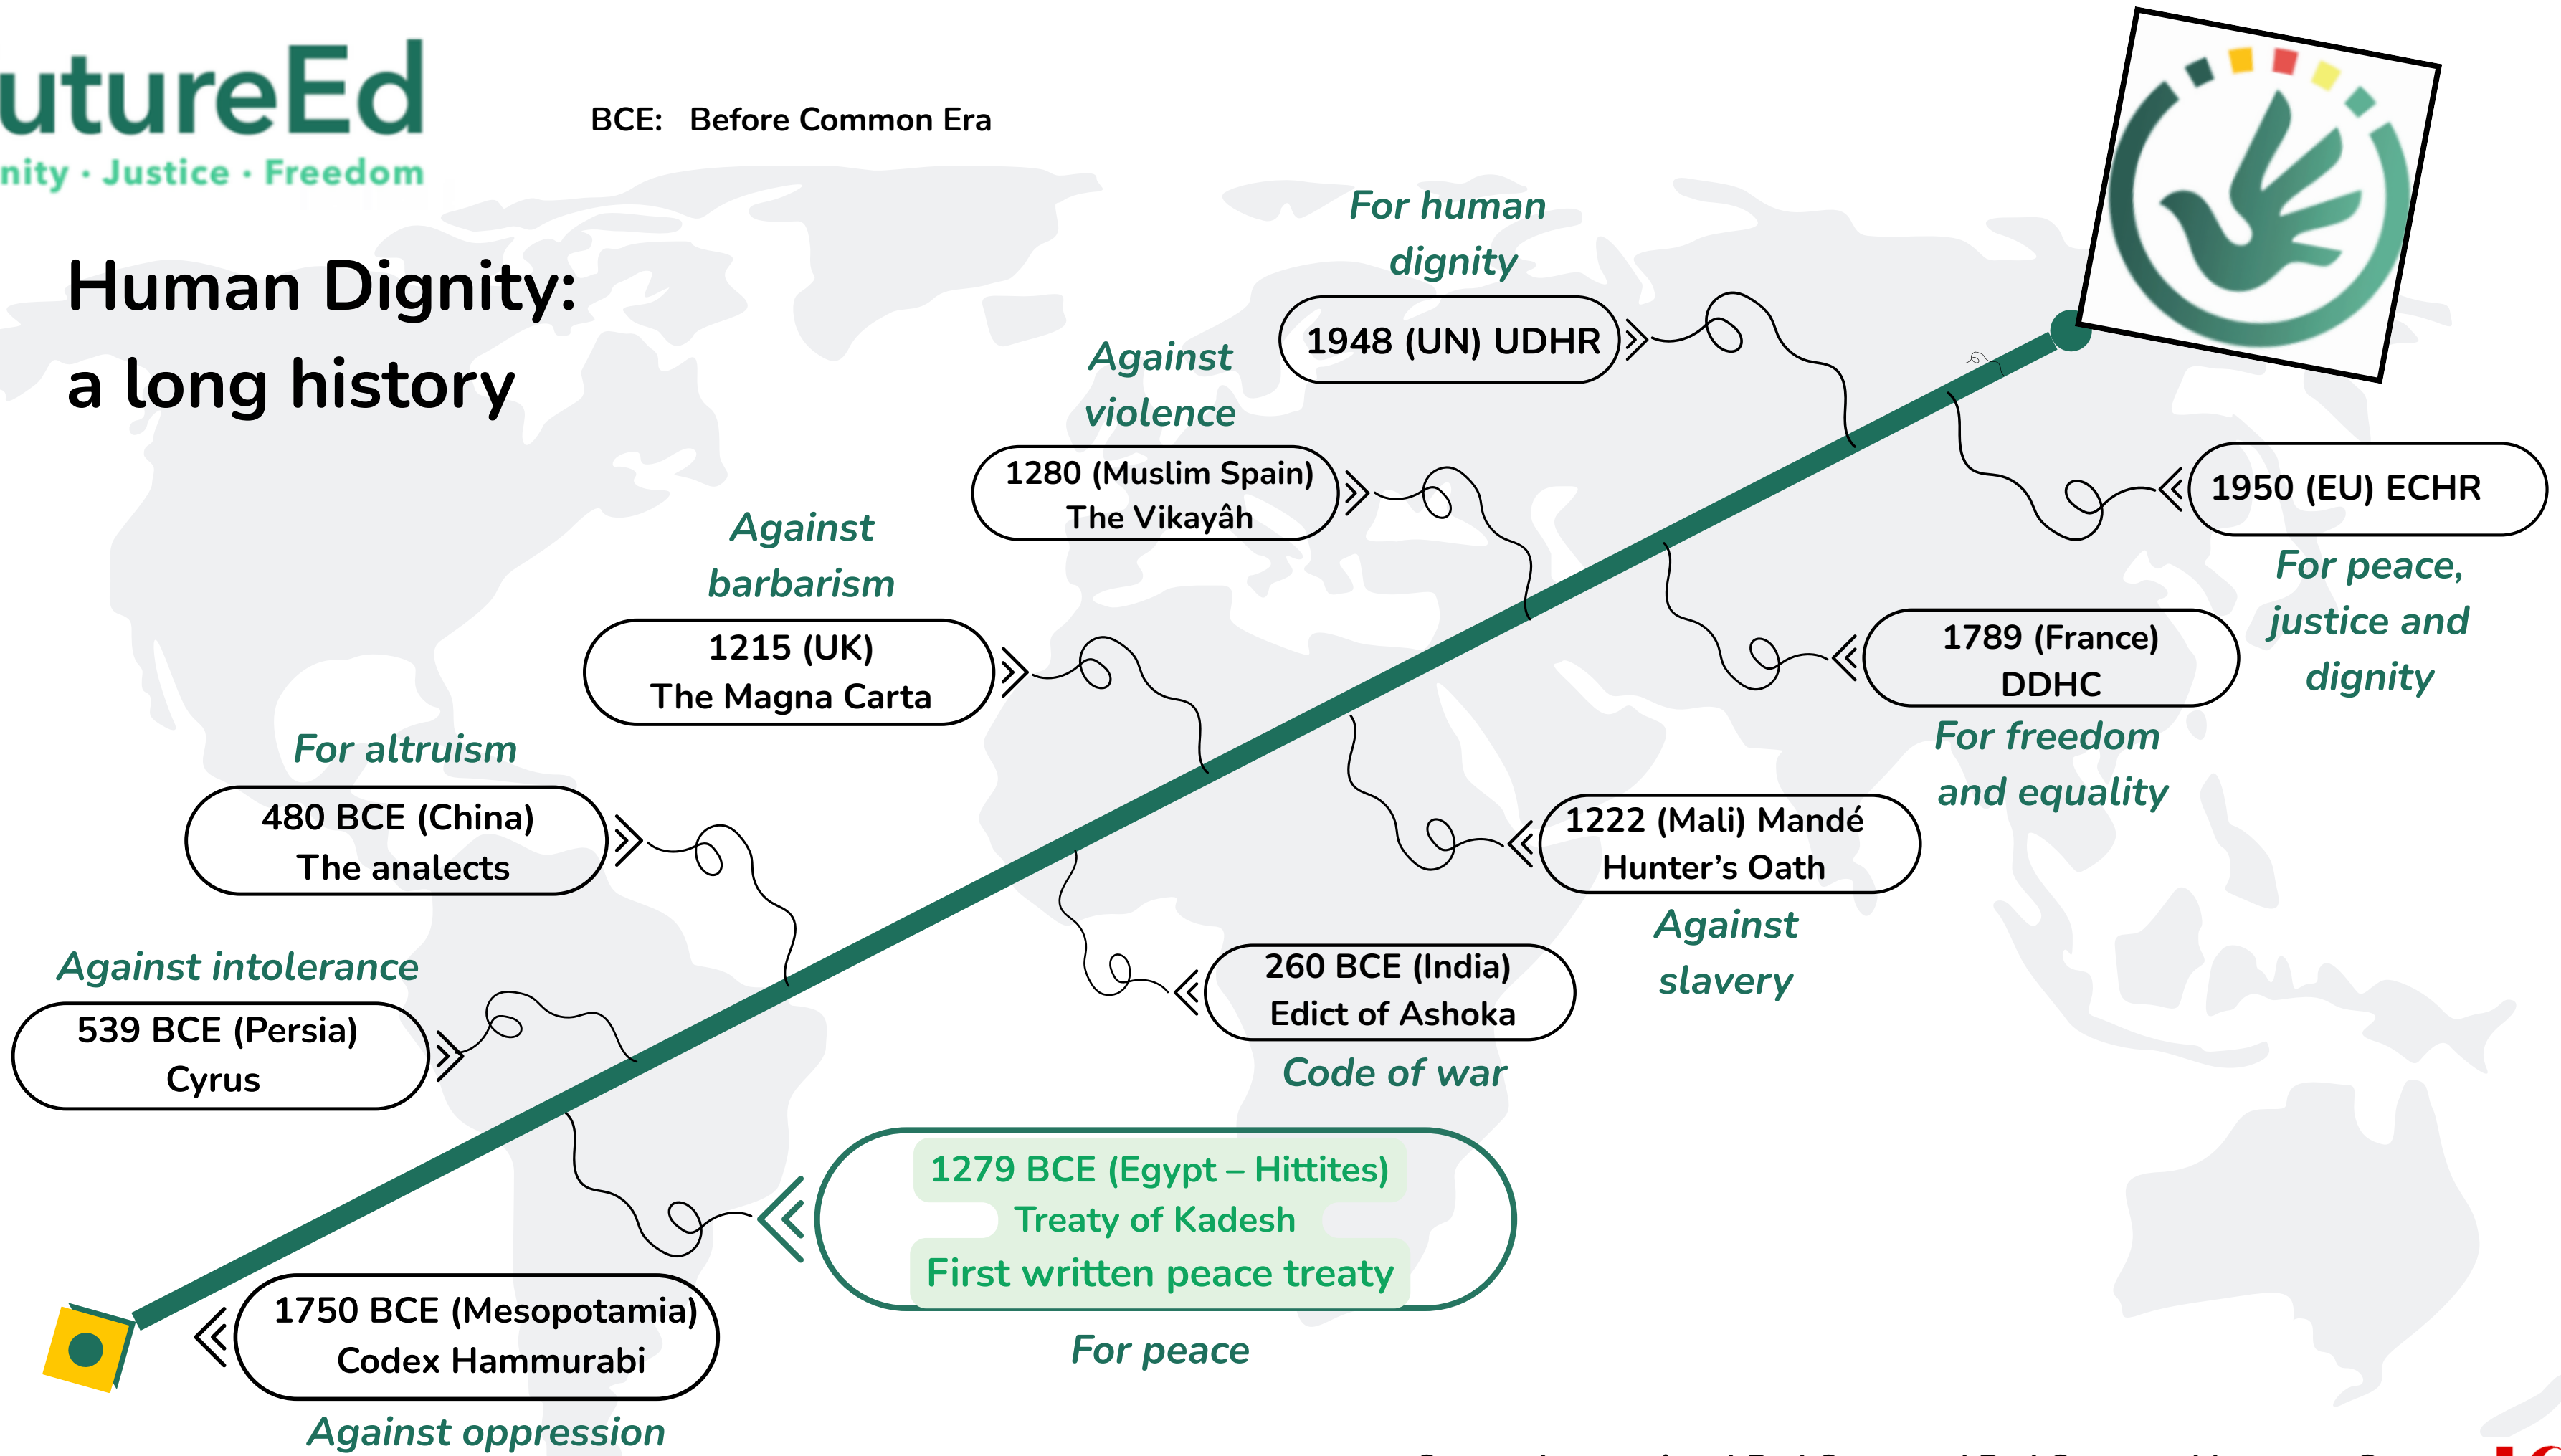 utureEd
nity · Justice · Freedom
BCE: Before Common Era
Human Dignity:
a long history
For human
dignity
1948 (UN) UDHR
Against
violence
1280 (Muslim Spain)
The Vikayâh
1950 (EU) ECHR
For peace,
justice and
dignity
Against
barbarism
1215 (UK)
The Magna Carta
1789 (France)
DDHC
For freedom
and equality
For altruism
480 BCE (China)
The analects
1222 (Mali) Mandé
Hunter’s Oath
Against
slavery
Against intolerance
539 BCE (Persia)
Cyrus
260 BCE (India)
Edict of Ashoka
Code of war
1279 BCE (Egypt – Hittites)
Treaty of Kadesh
First written peace treaty
For peace
1750 BCE (Mesopotamia)
Codex Hammurabi
Against oppression